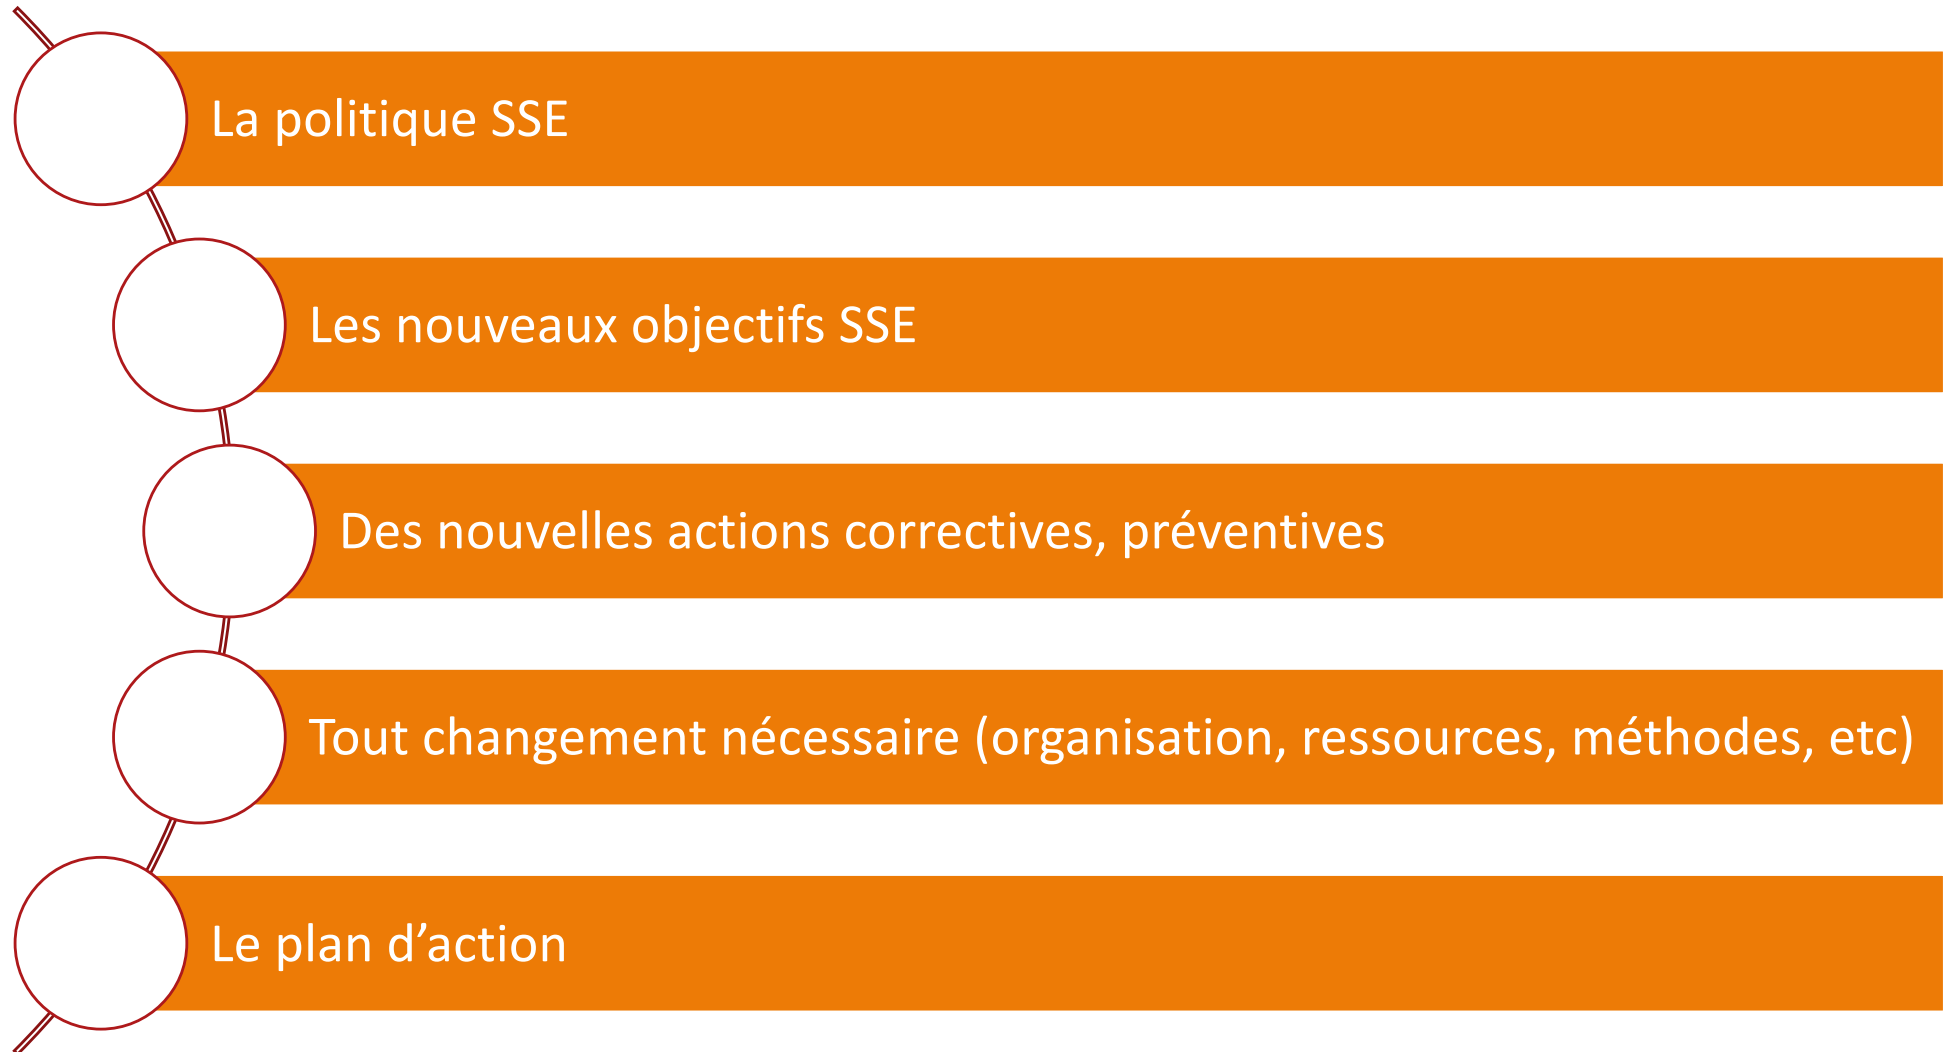 La politique SSE
Les nouveaux objectifs SSE
Des nouvelles actions correctives, préventives
Tout changement nécessaire (organisation, ressources, méthodes, etc)
Le plan d’action